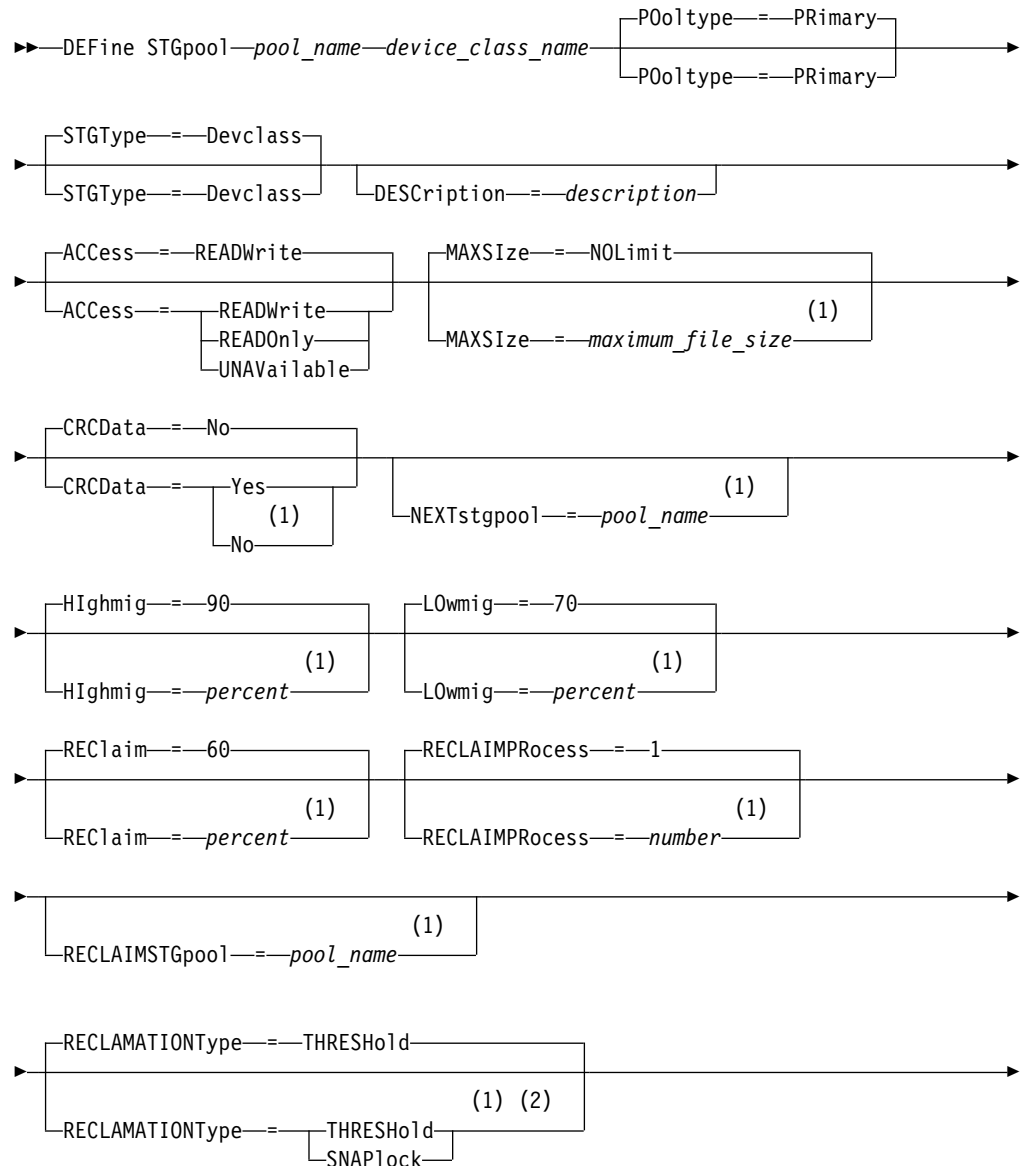 POoltype = PRimary
DEFine STGpool pool_name device_class_name
POoltype = PRimary
STGType = Devclass
STGType = Devclass
DESCription = description
ACCess = READWrite
MAXSIze = NOLimit
(1)
ACCess = READWrite
MAXSIze = maximum_file_size
READOnly
UNAVailable
CRCData = No
CRCData = Yes
(1)
(1)
NEXTstgpool = pool_name
No
HIghmig = 90
LOwmig = 70
(1)
(1)
HIghmig = percent
LOwmig = percent
REClaim = 60
RECLAIMPRocess = 1
(1)
(1)
REClaim = percent
RECLAIMPRocess = number
(1)
RECLAIMSTGpool = pool_name
RECLAMATIONType = THRESHold
(1) (2)
RECLAMATIONType = THRESHold
SNAPlock